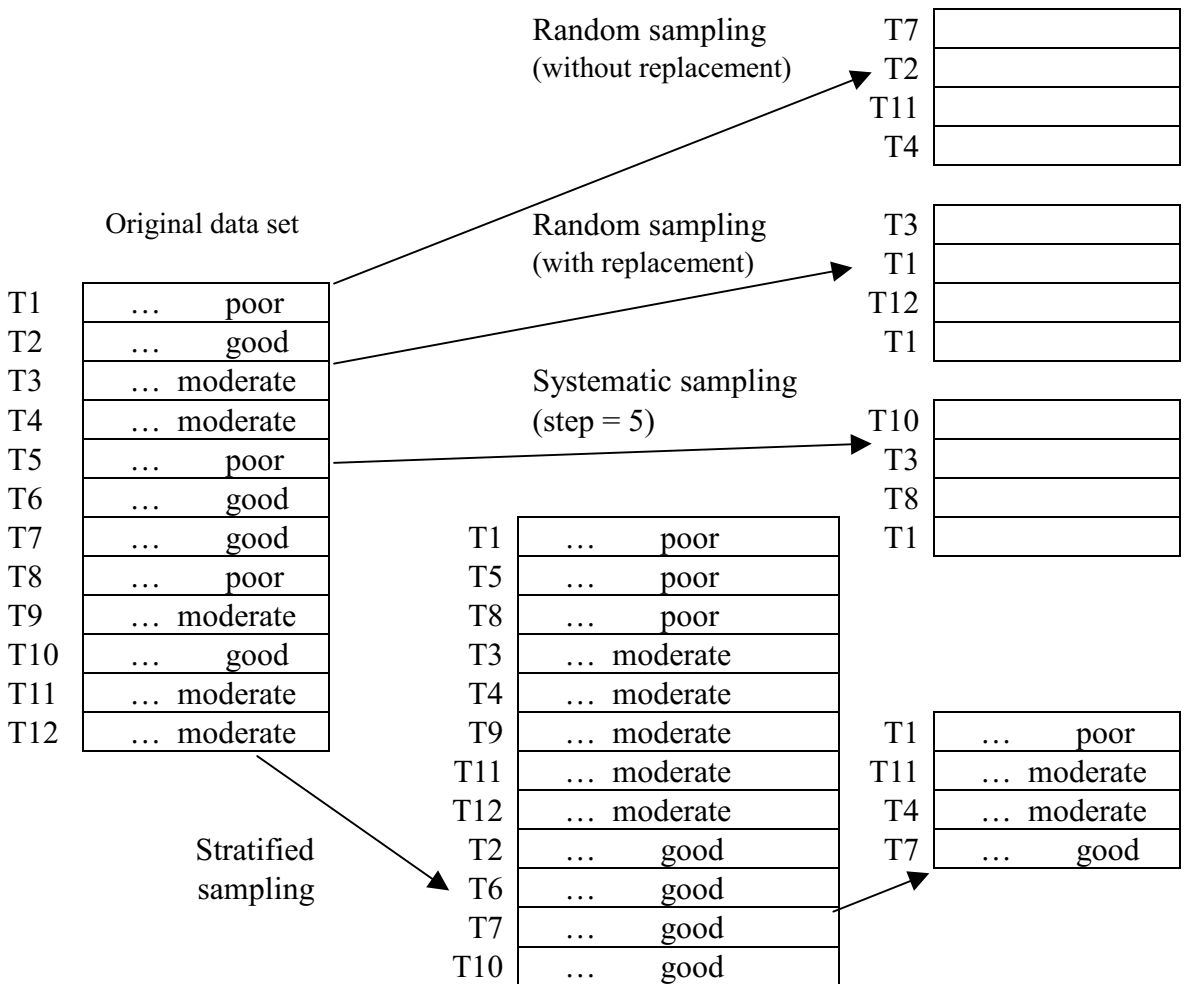 Random sampling
(without replacement)
T7
T2
T11
T4
Original data set
T1 … poor
T2 … good
T3 … moderate
T4 … moderate
T5 … poor
T6 … good
T7 … good
T8 … poor
T9 … moderate
T10 … good
T11 … moderate
T12 … moderate
Random sampling
(with replacement)
T3
T1
T12
T1
Systematic sampling
(step = 5)
T10
T3
T8
T1
Stratified
sampling
T1 … poor
T5 … poor
T8 … poor
T3 … moderate
T4 … moderate
T9 … moderate
T11 … moderate
T12 … moderate
T2 … good
T6 … good
T7 … good
T10 … good
T1 … poor
T11 … moderate
T4 … moderate
T7 … good